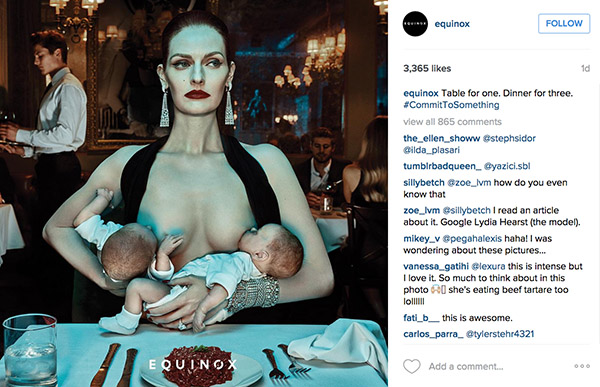 EQUINOX
EQUINOX
equinox
FOLLOW
3,365 likes
1d
equinox Table for one. Dinner for three.
#CommitToSomething
view all 865 comments
the_ellen_showw @stephsidor
@ilda_plasari
tumblrbadqueen_ @yazici.sbl
sillybetch @zoe_lvm how do you even
know that
zoe_lvm @sillybetch I read an article
about it. Google Lydia Hearst (the model).
mikey_v @pegahalexis haha! I was
wondering about these pictures...
vanessa_gatihi @lexura this is intense but
I love it. So much to think about in this
photo she's eating beef tartare too
lolllllll
fati_b__ this is awesome.
carlos_parra_ @tylerstehr4321
Add a comment...